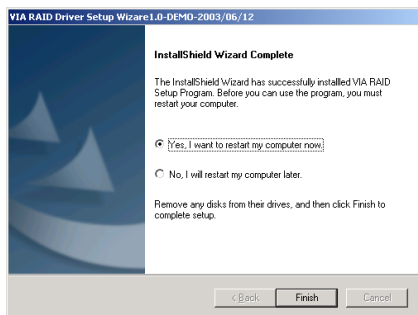 VIA RAID Driver Setup Wizare1.0-DEMO-2003/06/12
InstallShield Wizard Complete
The InstallShield Wizard has successfully installled VIA RAID
Setup Program. Before you can use the program, you must
restart your computer.
Yes, I want to restart my computer now.
No, I will restart my computer later.
Remove any disks from their drives, and then click Finish to
complete setup.
< Back
Finish
Cancel